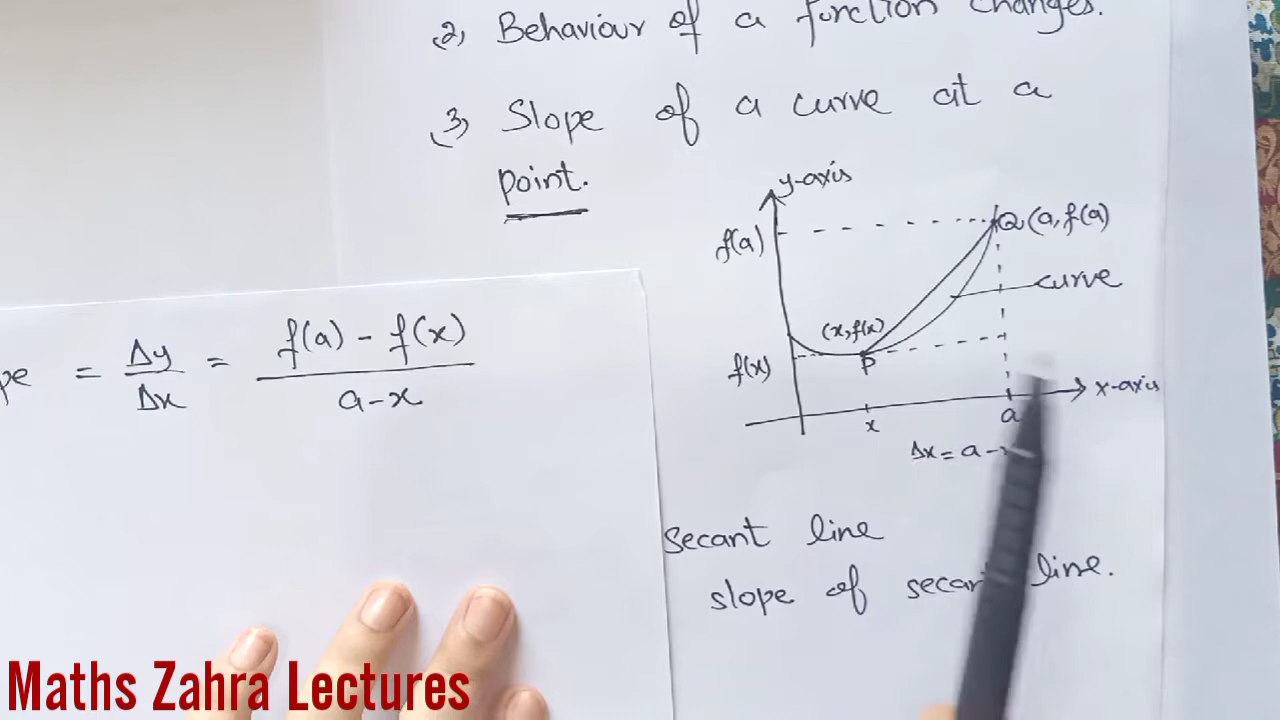 (2) Behaviour of a function changes.
(3) Slope of a curve at a
point.
y-axis
f(a)
Q(a, f(a)
curve
(x, f(x)
f(x)
P
x-axis
x
a
Δx = a-
pe = Δy/Δx = f(a) - f(x)/a-x
Secant line
slope of line.
Maths Zahra Lectures